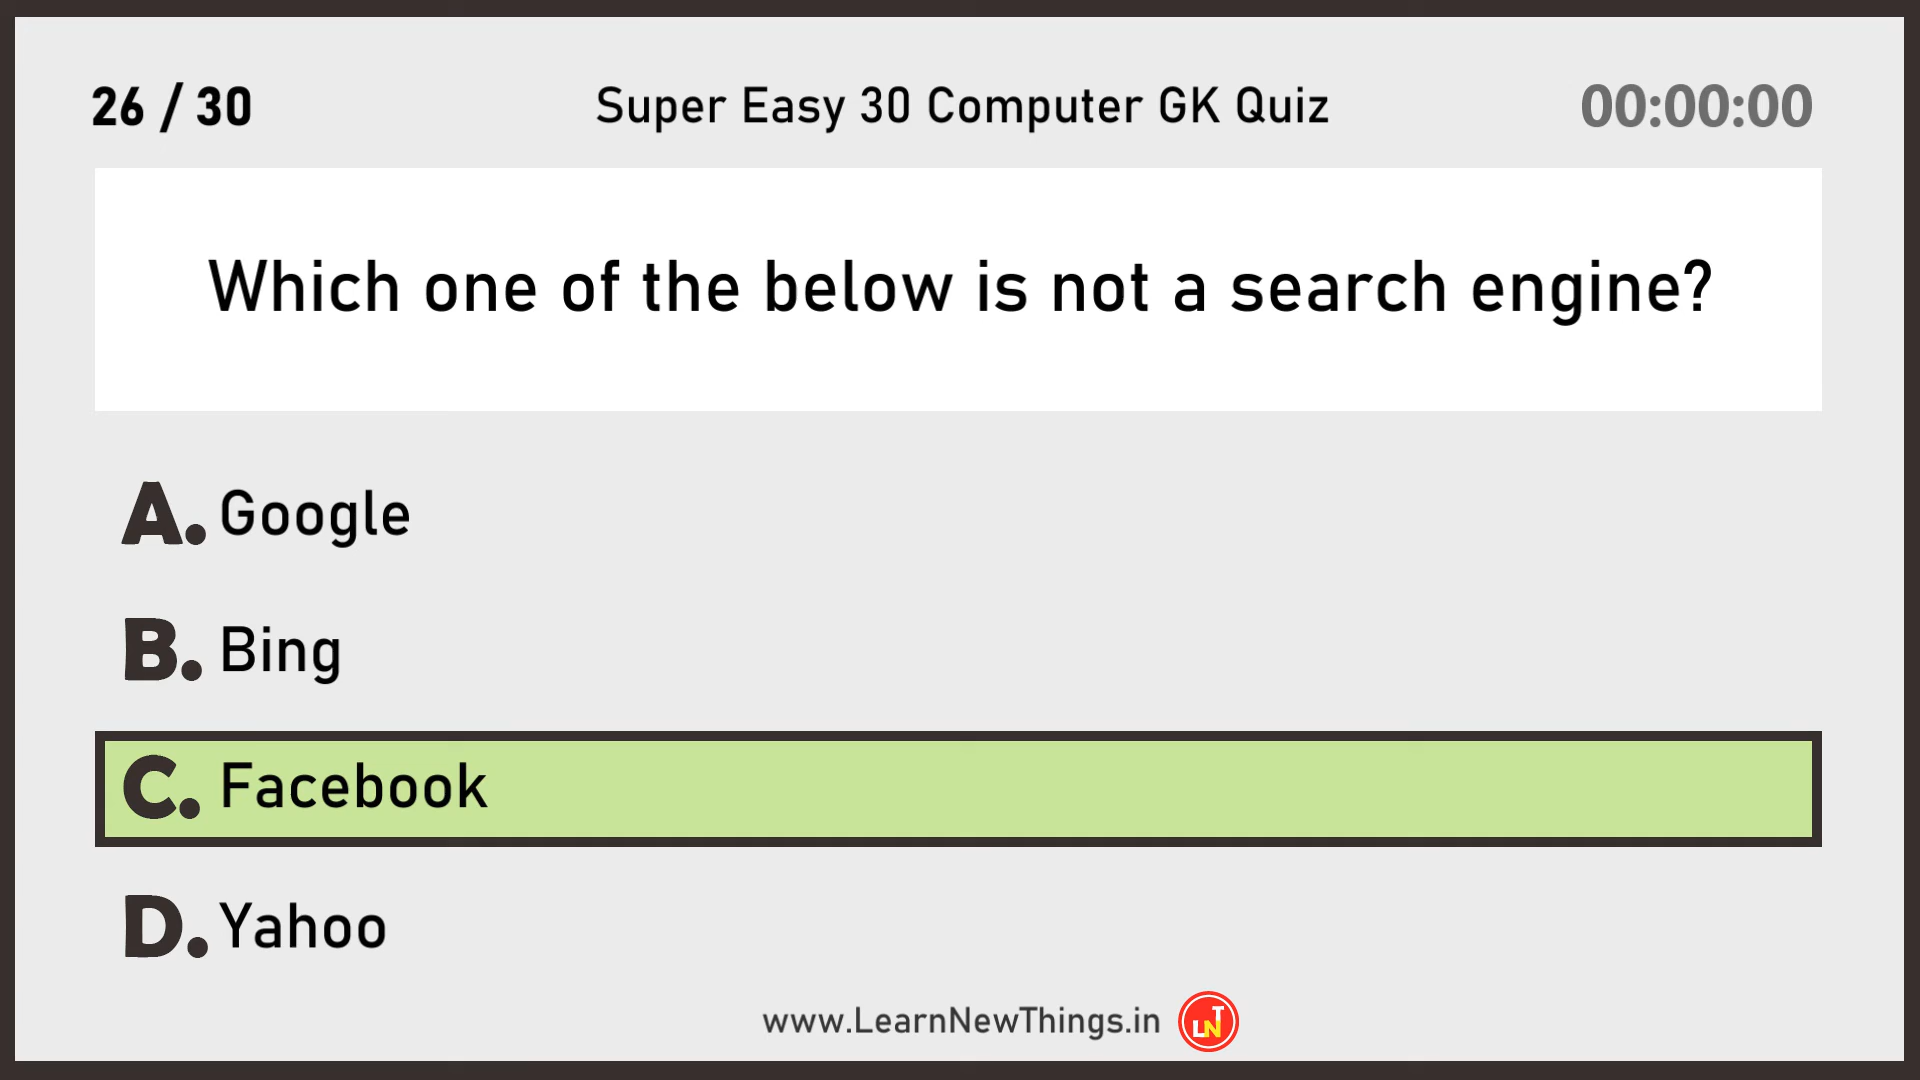 26 / 30
Super Easy 30 Computer GK Quiz
00:00:00
Which one of the below is not a search engine?
A. Google
B. Bing
C. Facebook
D. Yahoo
www.LearnNewThings.in
LNT